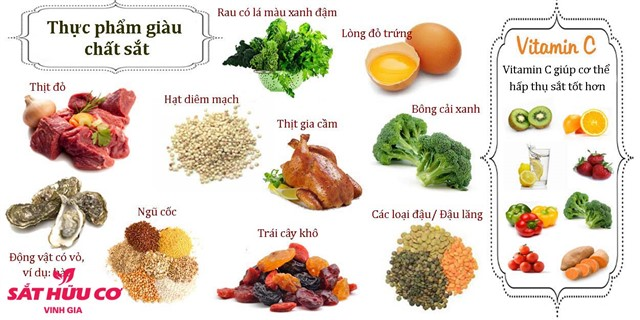 Thực phẩm giàu
chất sắt
Rau có lá màu xanh đậm
Lòng đỏ trứng
Thịt đỏ
Hạt diêm mạch
Thịt gia cầm
Bông cải xanh
Động vật có vỏ,
ví dụ:
Ngũ cốc
Trái cây khô
Các loại đậu/ Đậu lăng
SẮT HỮU CƠ
VINH GIA
Vitamin C
Vitamin C giúp cơ thể
hấp thụ sắt tốt hơn